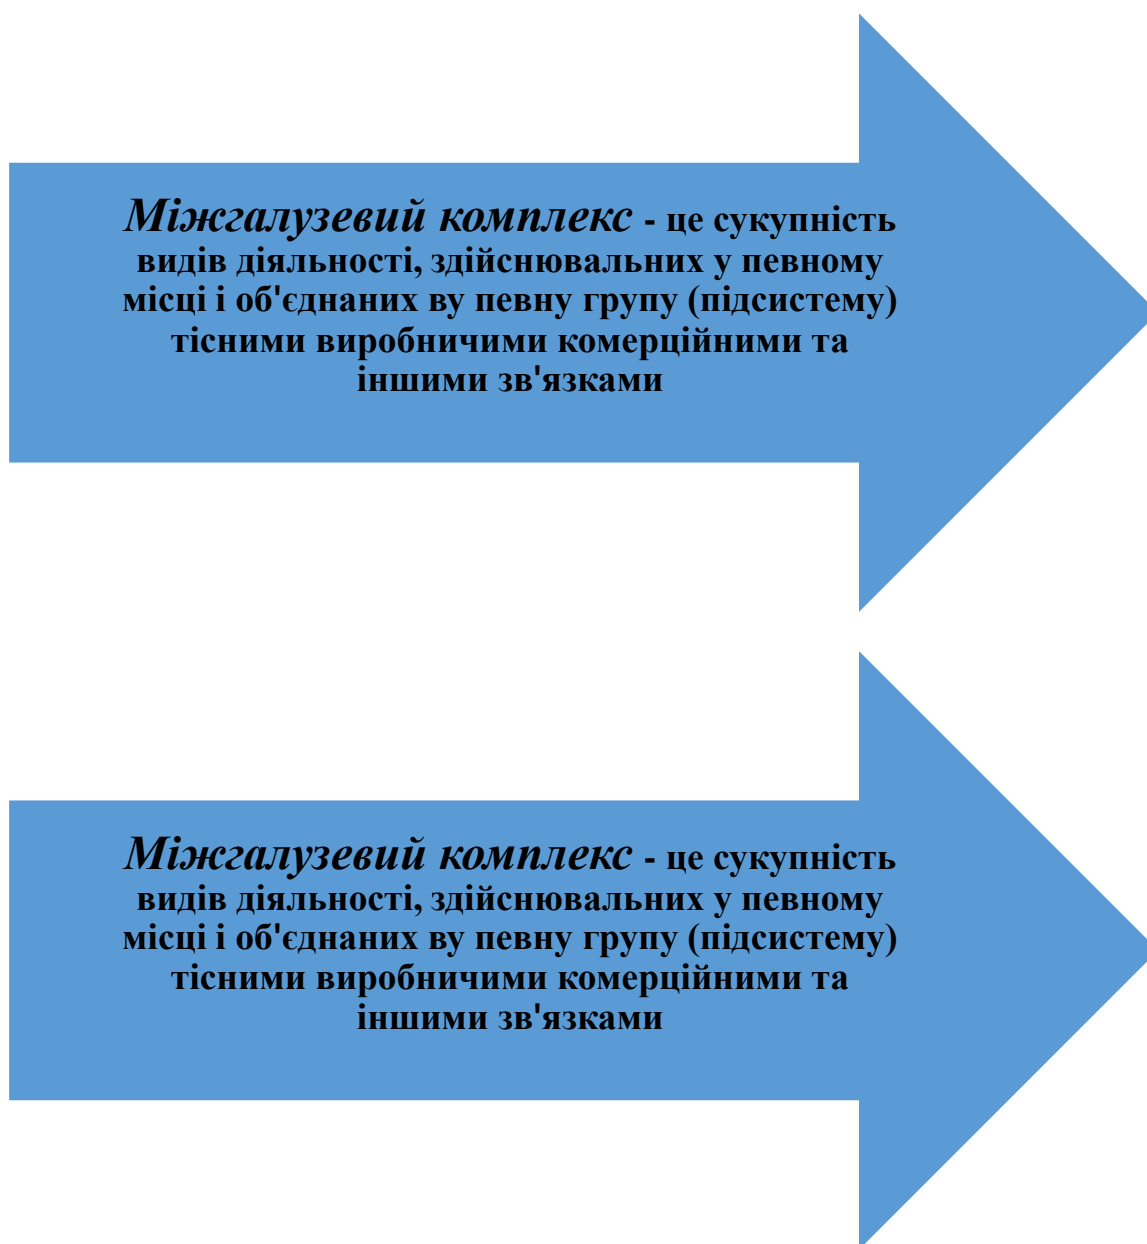 Міжгалузевий комплекс - це сукупність
видів діяльності, здійснювальних у певному
місці і об'єднаних ву певну групу (підсистему)
тісними виробничими комерційними та
іншими зв'язками
Міжгалузевий комплекс - це сукупність
видів діяльності, здійснювальних у певному
місці і об'єднаних ву певну групу (підсистему)
тісними виробничими комерційними та
іншими зв'язками